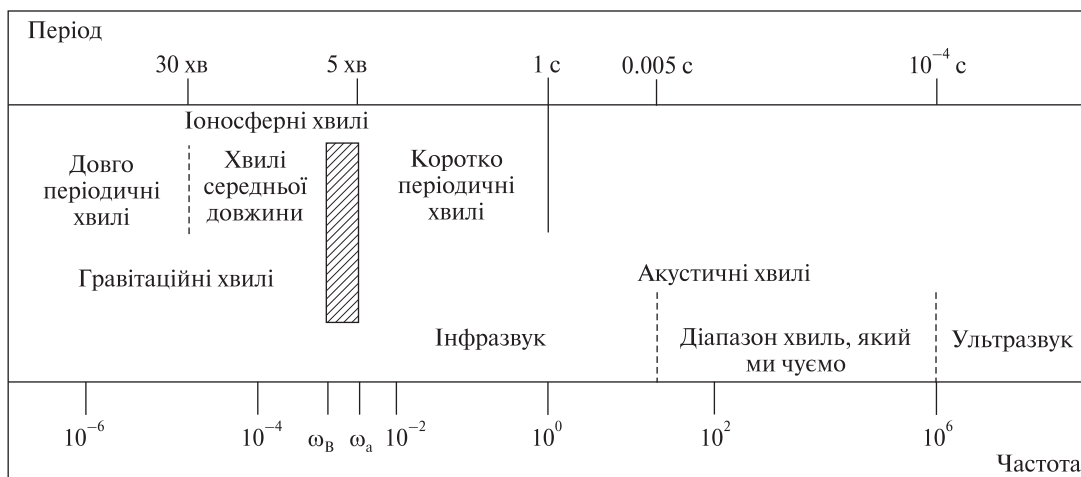 Період
30 хв 5 хв 1 с 0.005 с 10⁻⁴ с
Іоносферні хвилі
Довго
періодичні
хвилі
Хвилі
середньої
довжини
Коротко
періодичні
хвилі
Гравітаційні хвилі
Акустичні хвилі
Інфразвук
Діапазон хвиль, який
ми чуємо
Ультразвук
10⁻⁶ 10⁻⁴ ωв ωа 10⁻² 10⁰ 10² 10⁶
Частота